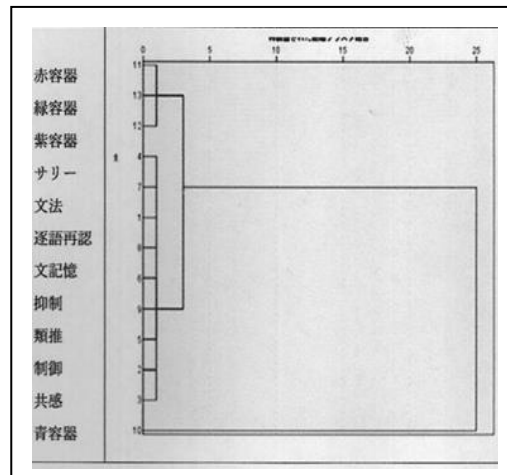 0 5 10 15 20 25
赤容器 11
緑容器 13
紫容器 12
サリー 4
文法 7
逐語再認 1
文記憶 8
抑制 6
類推 9
制御 5
共感 2
青容器 3
10